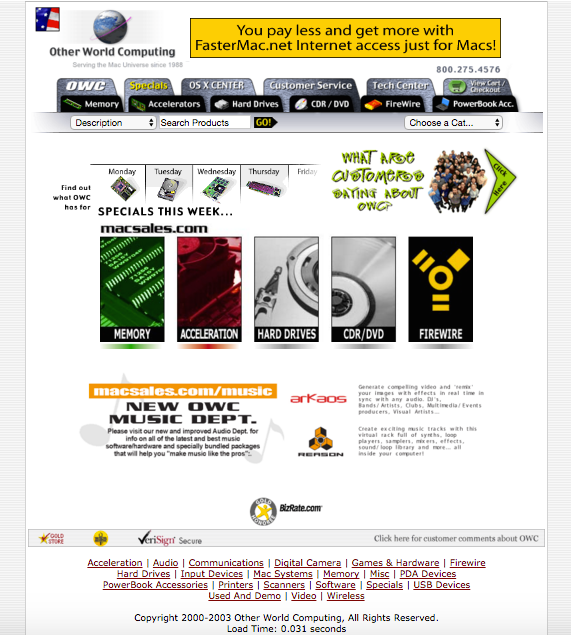 You pay less and get more with
FasterMac.net Internet access just for Macs!
Other World Computing
Serving the Mac Universe since 1988
800.275.4576
OWC Specials OS X CENTER Customer Service Tech Center View Cart / Checkout
Memory Accelerators Hard Drives CDR / DVD FireWire PowerBook Acc.
Description Search Products GO! Choose a Cat...
Monday Tuesday Wednesday Thursday Friday
Find out
what OWC
has for
SPECIALS THIS WEEK...
WHAT ARE
CUSTOMERS
SAYING ABOUT
OWC?
Click Here
macsales.com
MEMORY ACCELERATION HARD DRIVES CDR/DVD FIREWIRE
macsales.com/music
NEW OWC
MUSIC DEPT.
Please visit our new and improved Audio Dept. for
info on all of the latest and best music
software/hardware and specially bundled packages
that will help you "make music like the pros":.
arkaos
Generate compelling video and 'remix'
your images with effects in real time in
sync with any audio. DJ's,
Bands/Artists, Clubs, Multimedia/Events
producers, Visual Artists...
REASON
Create exciting music tracks with this
virtual rack full of synths, loop
players, samplers, mixers, effects,
sound/loop library and more... all
inside your computer!
GOLD HONOREE
BizRate.com
GOLD
STORE
VeriSign Secure
Click here for customer comments about OWC
Acceleration | Audio | Communications | Digital Camera | Games & Hardware | Firewire
Hard Drives | Input Devices | Mac Systems | Memory | Misc | PDA Devices
PowerBook Accessories | Printers | Scanners | Software | Specials | USB Devices
Used And Demo | Video | Wireless
Copyright 2000-2003 Other World Computing, All Rights Reserved.
Load Time: 0.031 seconds